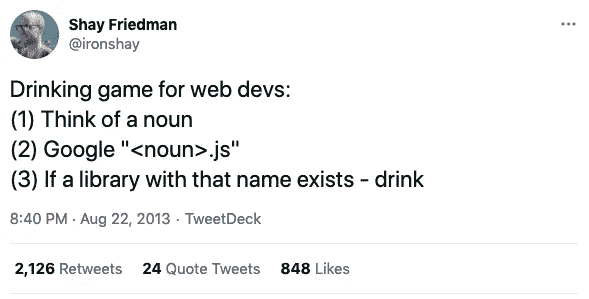 Shay Friedman
@ironshay
Drinking game for web devs:
(1) Think of a noun
(2) Google "<noun>.js"
(3) If a library with that name exists - drink
8:40 PM · Aug 22, 2013 · TweetDeck
2,126 Retweets 24 Quote Tweets 848 Likes